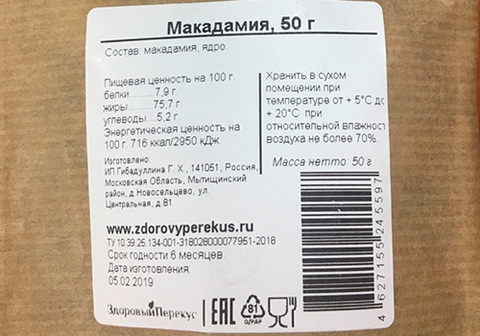 Макадамия, 50 г
Состав: макадамия, ядро.
Пищевая ценность на 100 г.
белки..........7,9 г.
жиры..........75,7 г.
углеводы.....5,2 г.
Энергетическая ценность на
100 г. 716 ккал/2950 кДж.
Хранить в сухом
помещении при
температуре от + 5°C до
+ 20°C при
относительной влажност
воздуха не более 70%.
Масса нетто: 50 г
Изготовлено:
ИП Гибадуллина Г. Х., 141051, Россия,
Московская Область, Мытищинский
район, д.Новосельцево, ул.
Центральная, д.81
www.zdorovyperekus.ru
ТУ 10.39.25.134-001-318028000077951-2018
Срок годности 6 месяцев.
Дата изготовления:
05.02.2019
ЗдоровыйПерекус
EAC
81
C/PAP
4627155245597